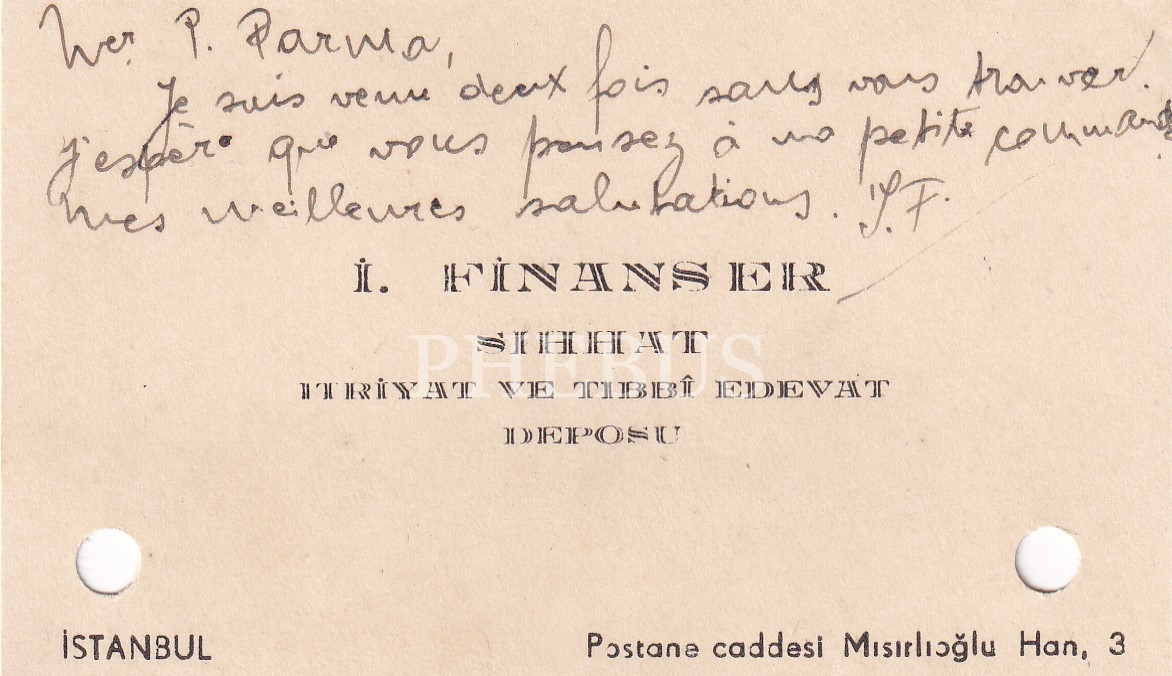 Mer P. Parma,
Je suis venu deux fois sans vous trouver.
J'espère que vous pensez à ma petite commande
mes meilleures salutations. I.F.
İ. FİNANSER
SIHHAT
PHEBUS
ITRİYAT VE TIBBÎ EDEVAT
DEPOSU
İSTANBUL
Postane caddesi Mısırlıoğlu Han, 3